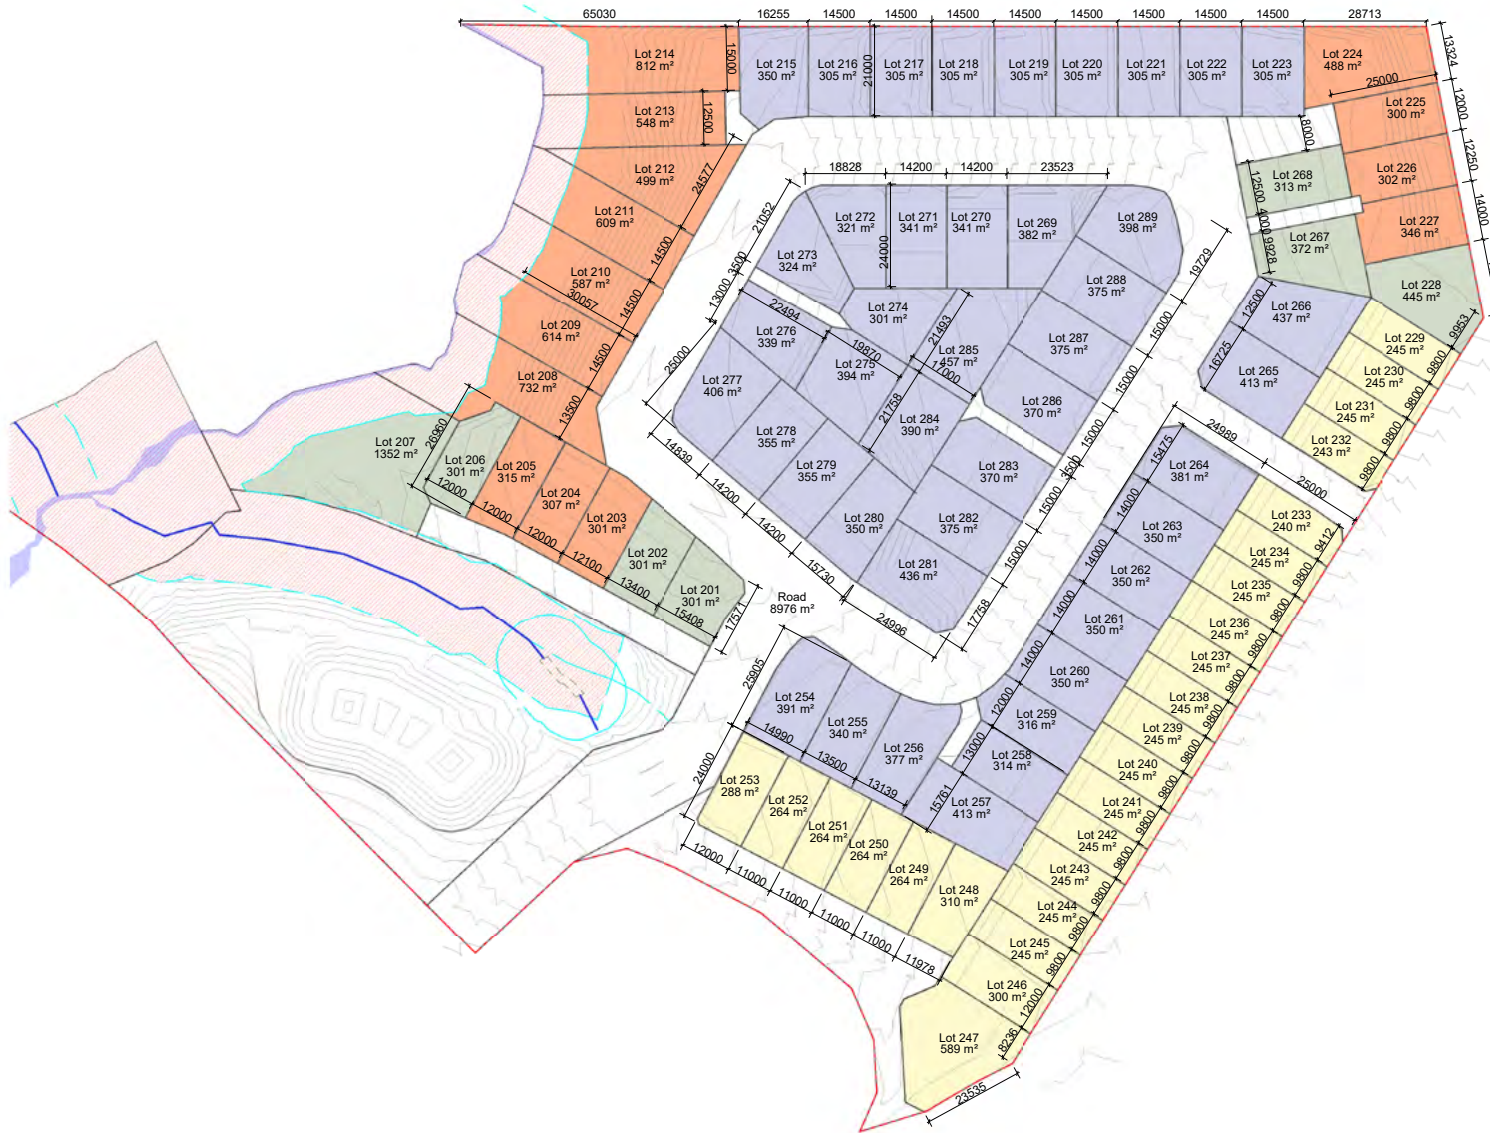 65030
16255
14500
14500
14500
14500
14500
14500
14500
14500
28713
13324
12000
12250
14000
Lot 214
812 m²
15000
Lot 215
350 m²
Lot 216
305 m²
21000
Lot 217
305 m²
Lot 218
305 m²
Lot 219
305 m²
Lot 220
305 m²
Lot 221
305 m²
Lot 222
305 m²
Lot 223
305 m²
Lot 224
488 m²
25000
Lot 225
300 m²
Lot 213
548 m²
12500
18000
Lot 212
499 m²
24577
Lot 226
302 m²
Lot 268
313 m²
12500
4000
9928
18828
14200
14200
23523
Lot 211
609 m²
21052
3500
13000
Lot 272
321 m²
Lot 271
341 m²
Lot 270
341 m²
Lot 269
382 m²
Lot 289
398 m²
24000
Lot 227
346 m²
Lot 267
372 m²
14500
Lot 273
324 m²
19729
Lot 210
587 m²
30057
14500
Lot 288
375 m²
Lot 228
445 m²
9953
22494
Lot 274
301 m²
21493
12500
Lot 266
437 m²
Lot 209
614 m²
Lot 276
339 m²
15000
Lot 287
375 m²
16725
Lot 229
245 m²
9800
19870
Lot 275
394 m²
Lot 285
457 m²
17000
14500
Lot 208
732 m²
25000
Lot 277
406 m²
15000
Lot 265
413 m²
Lot 230
245 m²
9800
Lot 286
370 m²
Lot 231
245 m²
9800
13500
21758
Lot 284
390 m²
15000
24989
Lot 232
243 m²
9800
26960
Lot 207
1352 m²
Lot 278
355 m²
14839
Lot 279
355 m²
Lot 283
370 m²
3500
15475
Lot 264
381 m²
25000
Lot 206
301 m²
12000
Lot 205
315 m²
Lot 204
307 m²
Lot 203
301 m²
12000
12000
12100
14200
14200
15730
Lot 280
350 m²
Lot 282
375 m²
15000
14000
Lot 263
350 m²
Lot 233
240 m²
9412
Lot 234
245 m²
9800
Lot 202
301 m²
13400
Lot 201
301 m²
15408
17571
Lot 281
436 m²
15000
14000
Lot 262
350 m²
Lot 235
245 m²
9800
Road
8976 m²
24996
17758
14000
Lot 261
350 m²
Lot 236
245 m²
9800
Lot 237
245 m²
9800
25905
14000
Lot 260
350 m²
Lot 238
245 m²
9800
Lot 254
391 m²
14990
Lot 255
340 m²
13500
Lot 256
377 m²
13139
12000
Lot 259
316 m²
Lot 239
245 m²
9800
13000
Lot 258
314 m²
Lot 240
245 m²
9800
24000
Lot 253
288 m²
Lot 252
264 m²
Lot 251
264 m²
Lot 250
264 m²
Lot 249
264 m²
Lot 248
310 m²
15761
Lot 257
413 m²
Lot 241
245 m²
9800
Lot 242
245 m²
9800
Lot 243
245 m²
9800
Lot 244
245 m²
9800
12000
11000
11000
11000
11000
11978
Lot 245
245 m²
9800
Lot 246
300 m²
12000
Lot 247
589 m²
8236
23535